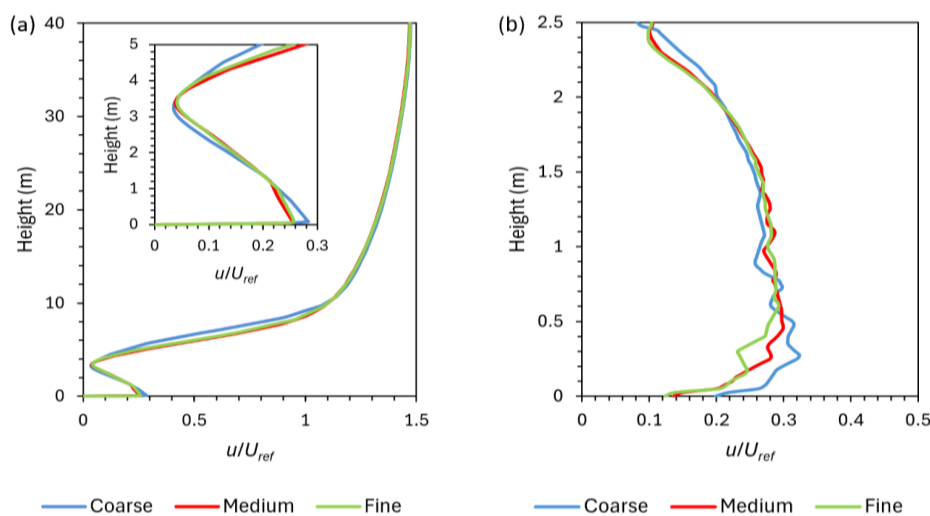 (a)
40
30
20
10
0
Height (m)
0 0.5 1 1.5
u/Uref
5
4
3
2
1
0
Height (m)
0 0.1 0.2 0.3
u/Uref
Coarse Medium Fine
(b)
2.5
2
1.5
1
0.5
0
Height (m)
0 0.1 0.2 0.3 0.4 0.5
u/Uref
Coarse Medium Fine